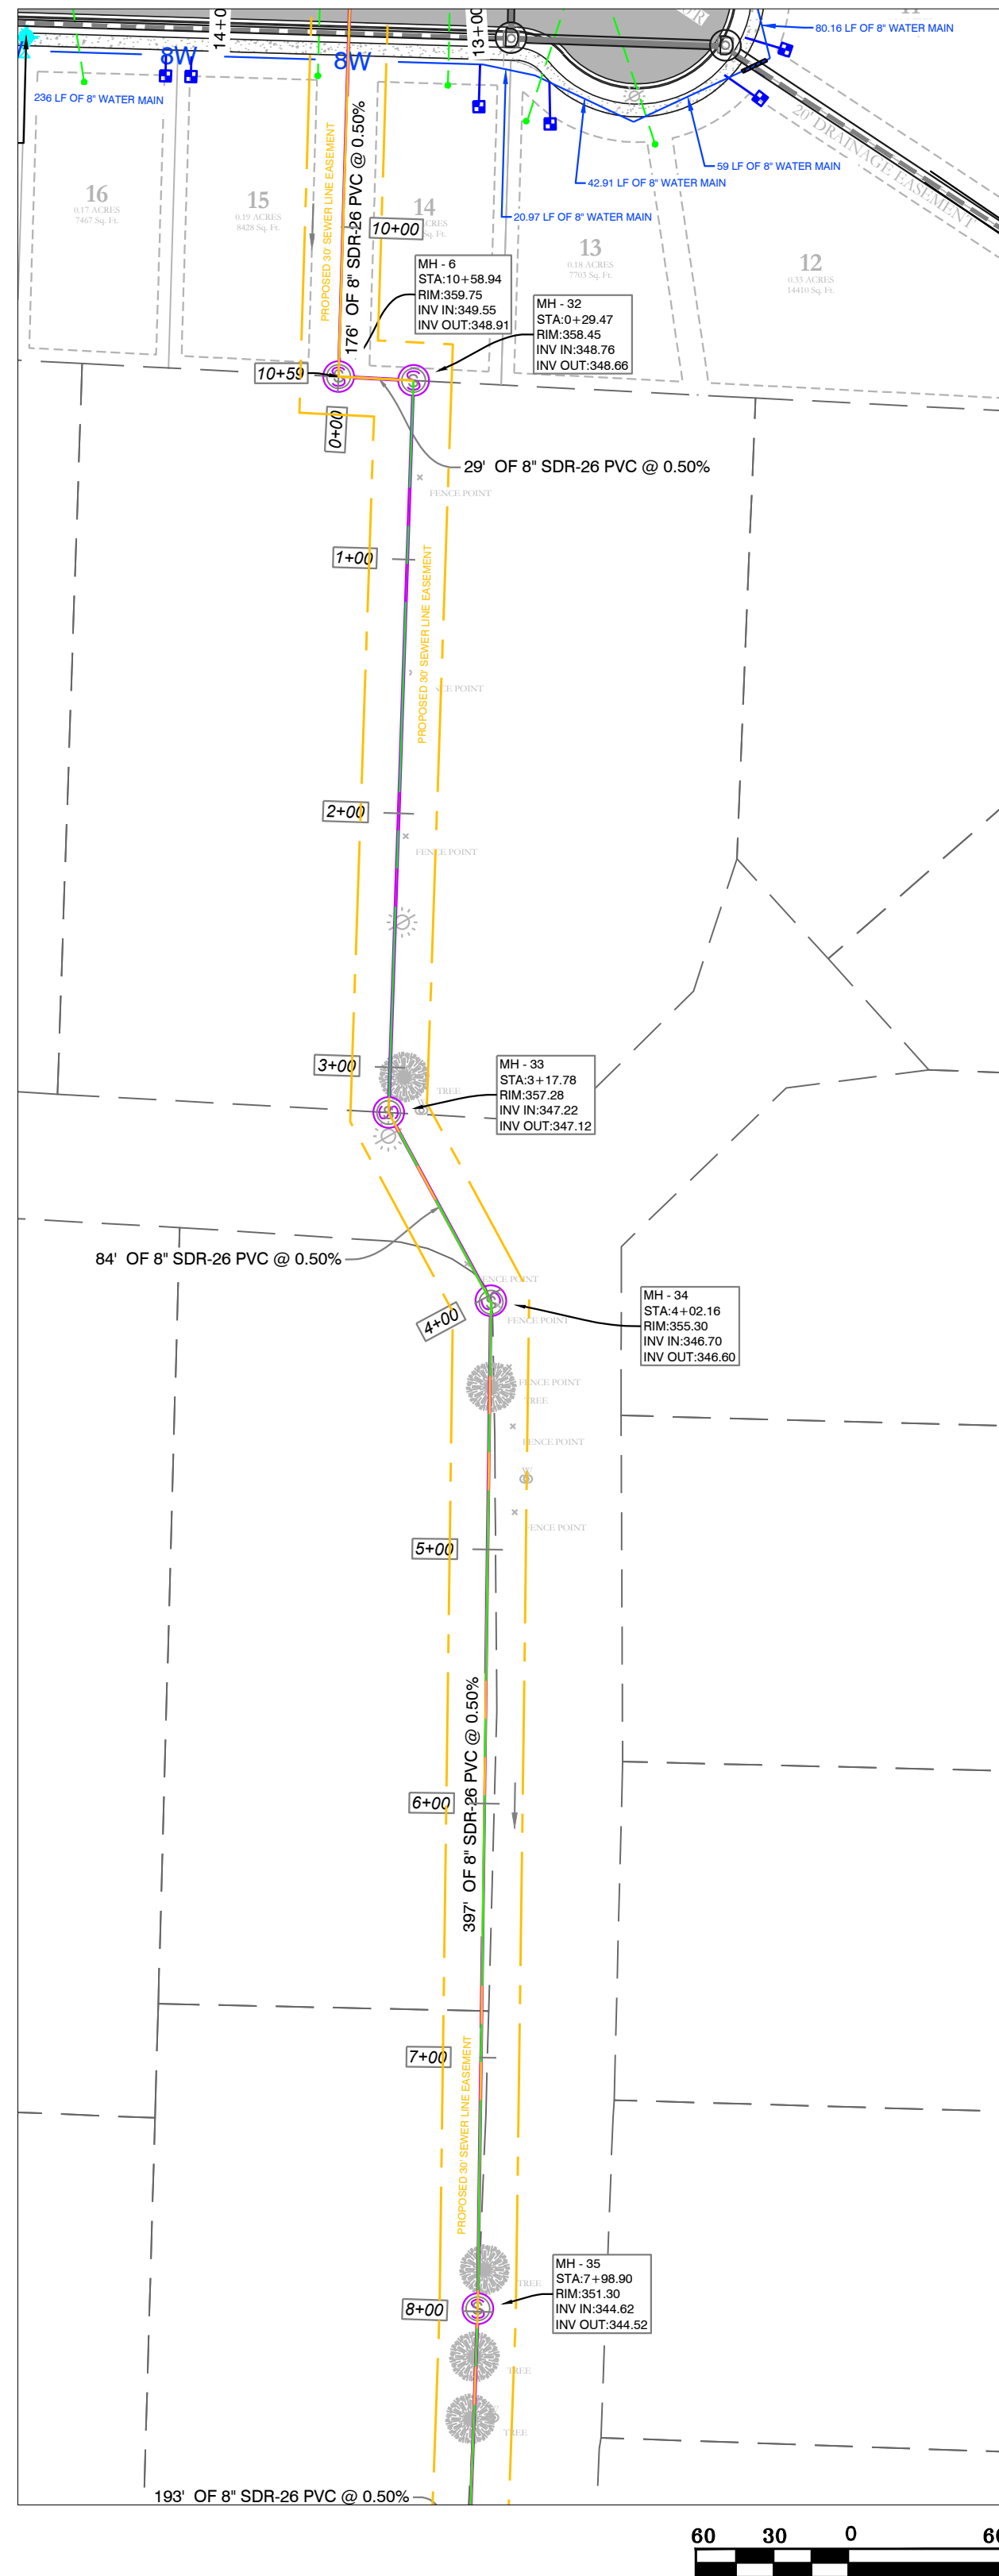 14+0
13+00
80.16 LF OF 8" WATER MAIN
8W
8W
236 LF OF 8" WATER MAIN
59 LF OF 8" WATER MAIN
42.91 LF OF 8" WATER MAIN
20.97 LF OF 8" WATER MAIN
20' DRAINAGE EASEMENT
D
D
16
0.17 ACRES
7467 Sq. Ft.
15
0.19 ACRES
8428 Sq. Ft.
14
CRES
Sq. Ft.
13
0.18 ACRES
7703 Sq. Ft.
12
0.33 ACRES
14410 Sq. Ft.
PROPOSED 30' SEWER LINE EASEMENT
176' OF 8" SDR-26 PVC @ 0.50%
10+00
MH - 6
STA:10+58.94
RIM:359.75
INV IN:349.55
INV OUT:348.91
MH - 32
STA:0+29.47
RIM:358.45
INV IN:348.76
INV OUT:348.66
10+59
S
S
0+00
29' OF 8" SDR-26 PVC @ 0.50%
FENCE POINT
1+00
PROPOSED 30' SEWER LINE EASEMENT
NCE POINT
2+00
FENCE POINT
3+00
TREE
MH - 33
STA:3+17.78
RIM:357.28
INV IN:347.22
INV OUT:347.12
S
84' OF 8" SDR-26 PVC @ 0.50%
FENCE POINT
MH - 34
STA:4+02.16
RIM:355.30
INV IN:346.70
INV OUT:346.60
S
4+00
FENCE POINT
FENCE POINT
TREE
FENCE POINT
W
FENCE POINT
5+00
397' OF 8" SDR-26 PVC @ 0.50%
6+00
7+00
PROPOSED 30' SEWER LINE EASEMENT
MH - 35
STA:7+98.90
RIM:351.30
INV IN:344.62
INV OUT:344.52
TREE
8+00
S
TREE
TREE
193' OF 8" SDR-26 PVC @ 0.50%
60 30 0 60